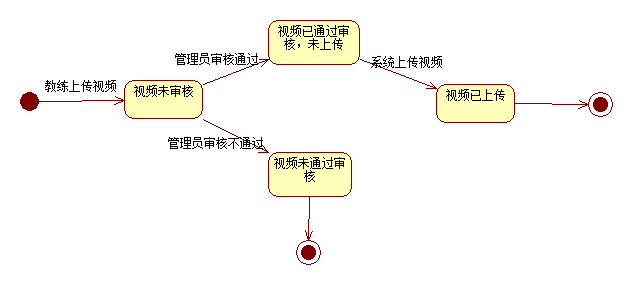 视频已通过审
核，未上传
管理员审核通过
系统上传视频
教练上传视频
视频未审核
视频已上传
管理员审核不通过
视频未通过审
核